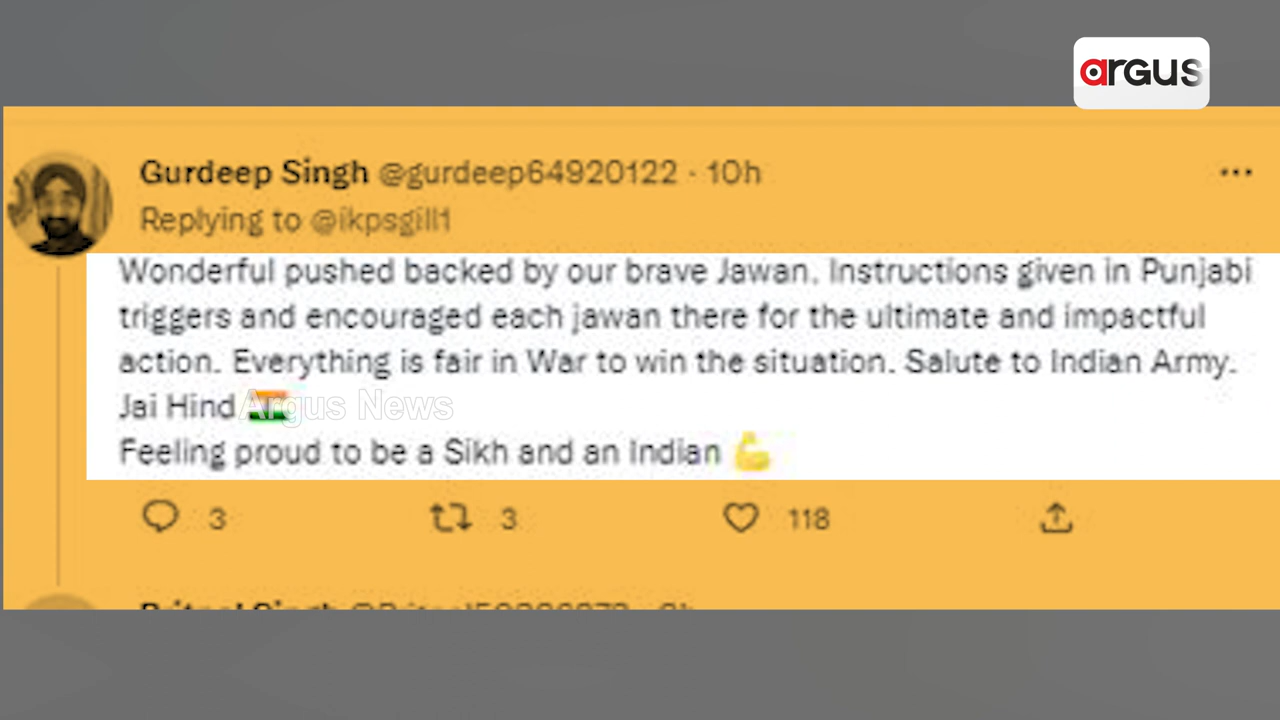 argus
Gurdeep Singh @gurdeep64920122 · 10h
Replying to @ikpsgill1
Wonderful pushed backed by our brave Jawan. Instructions given in Punjabi
triggers and encouraged each jawan there for the ultimate and impactful
action. Everything is fair in War to win the situation. Salute to Indian Army.
Jai Hind 🇮🇳
Argus News
Feeling proud to be a Sikh and an Indian 💪
3 3 118